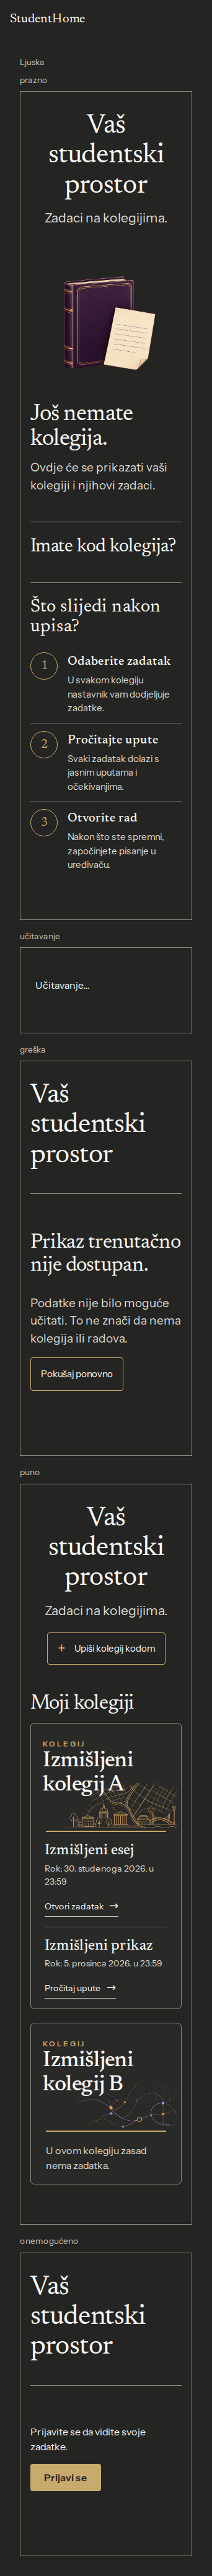 StudentHome
Ljuska
prazno
Vaš
studentski
prostor
Zadaci na kolegijima.
Još nemate
kolegija.
Ovdje će se prikazati vaši
kolegiji i njihovi zadaci.
Imate kod kolegija?
Što slijedi nakon
upisa?
1
Odaberite zadatak
U svakom kolegiju
nastavnik vam dodjeljuje
zadatke.
2
Pročitajte upute
Svaki zadatak dolazi s
jasnim uputama i
očekivanjima.
3
Otvorite rad
Nakon što ste spremni,
započinjete pisanje u
uređivaču.
učitavanje
Učitavanje...
greška
Vaš
studentski
prostor
Prikaz trenutačno
nije dostupan.
Podatke nije bilo moguće
učitati. To ne znači da nema
kolegija ili radova.
Pokušaj ponovno
puno
Vaš
studentski
prostor
Zadaci na kolegijima.
+ Upiši kolegij kodom
Moji kolegiji
KOLEGIJ
Izmišljeni
kolegij A
Izmišljeni esej
Rok: 30. studenoga 2026. u
23:59
Otvori zadatak →
Izmišljeni prikaz
Rok: 5. prosinca 2026. u 23:59
Pročitaj upute →
KOLEGIJ
Izmišljeni
kolegij B
U ovom kolegiju zasad
nema zadatka.
onemogućeno
Vaš
studentski
prostor
Prijavite se da vidite svoje
zadatke.
Prijavi se